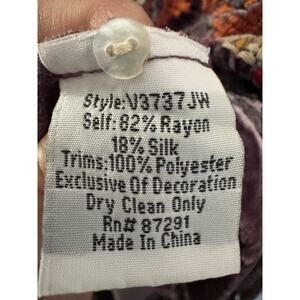 Style:V3737JW
Self: 82% Rayon
18% Silk
Trims:100% Polyester
Exclusive Of Decoration
Dry Clean Only
Rn# 87291
Made In China